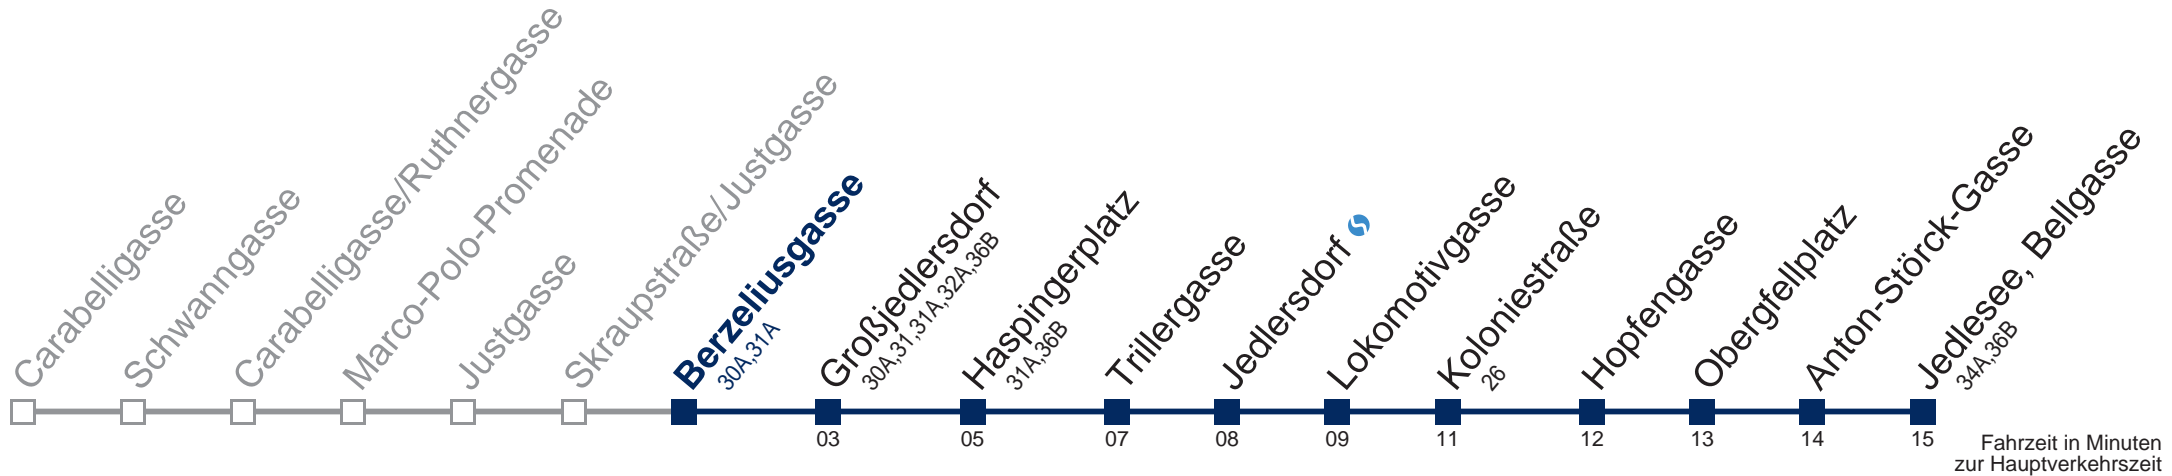 Carabelligasse
Schwanngasse
Carabelligasse/Ruthnergasse
Marco-Polo-Promenade
Justgasse
Skraupstraße/Justgasse
Berzeliusgasse
30A,31A
Großjedlersdorf
30A,31,31A,32A,36B
Haspingerplatz
31A,36B
Trillergasse
Jedlersdorf
Lokomotivgasse
Koloniestraße
26
Hopfengasse
Obergfellplatz
Anton-Störck-Gasse
Jedlesee, Bellgasse
34A,36B
03 05 07 08 09 11 12 13 14 15
Fahrzeit in Minuten
zur Hauptverkehrszeit